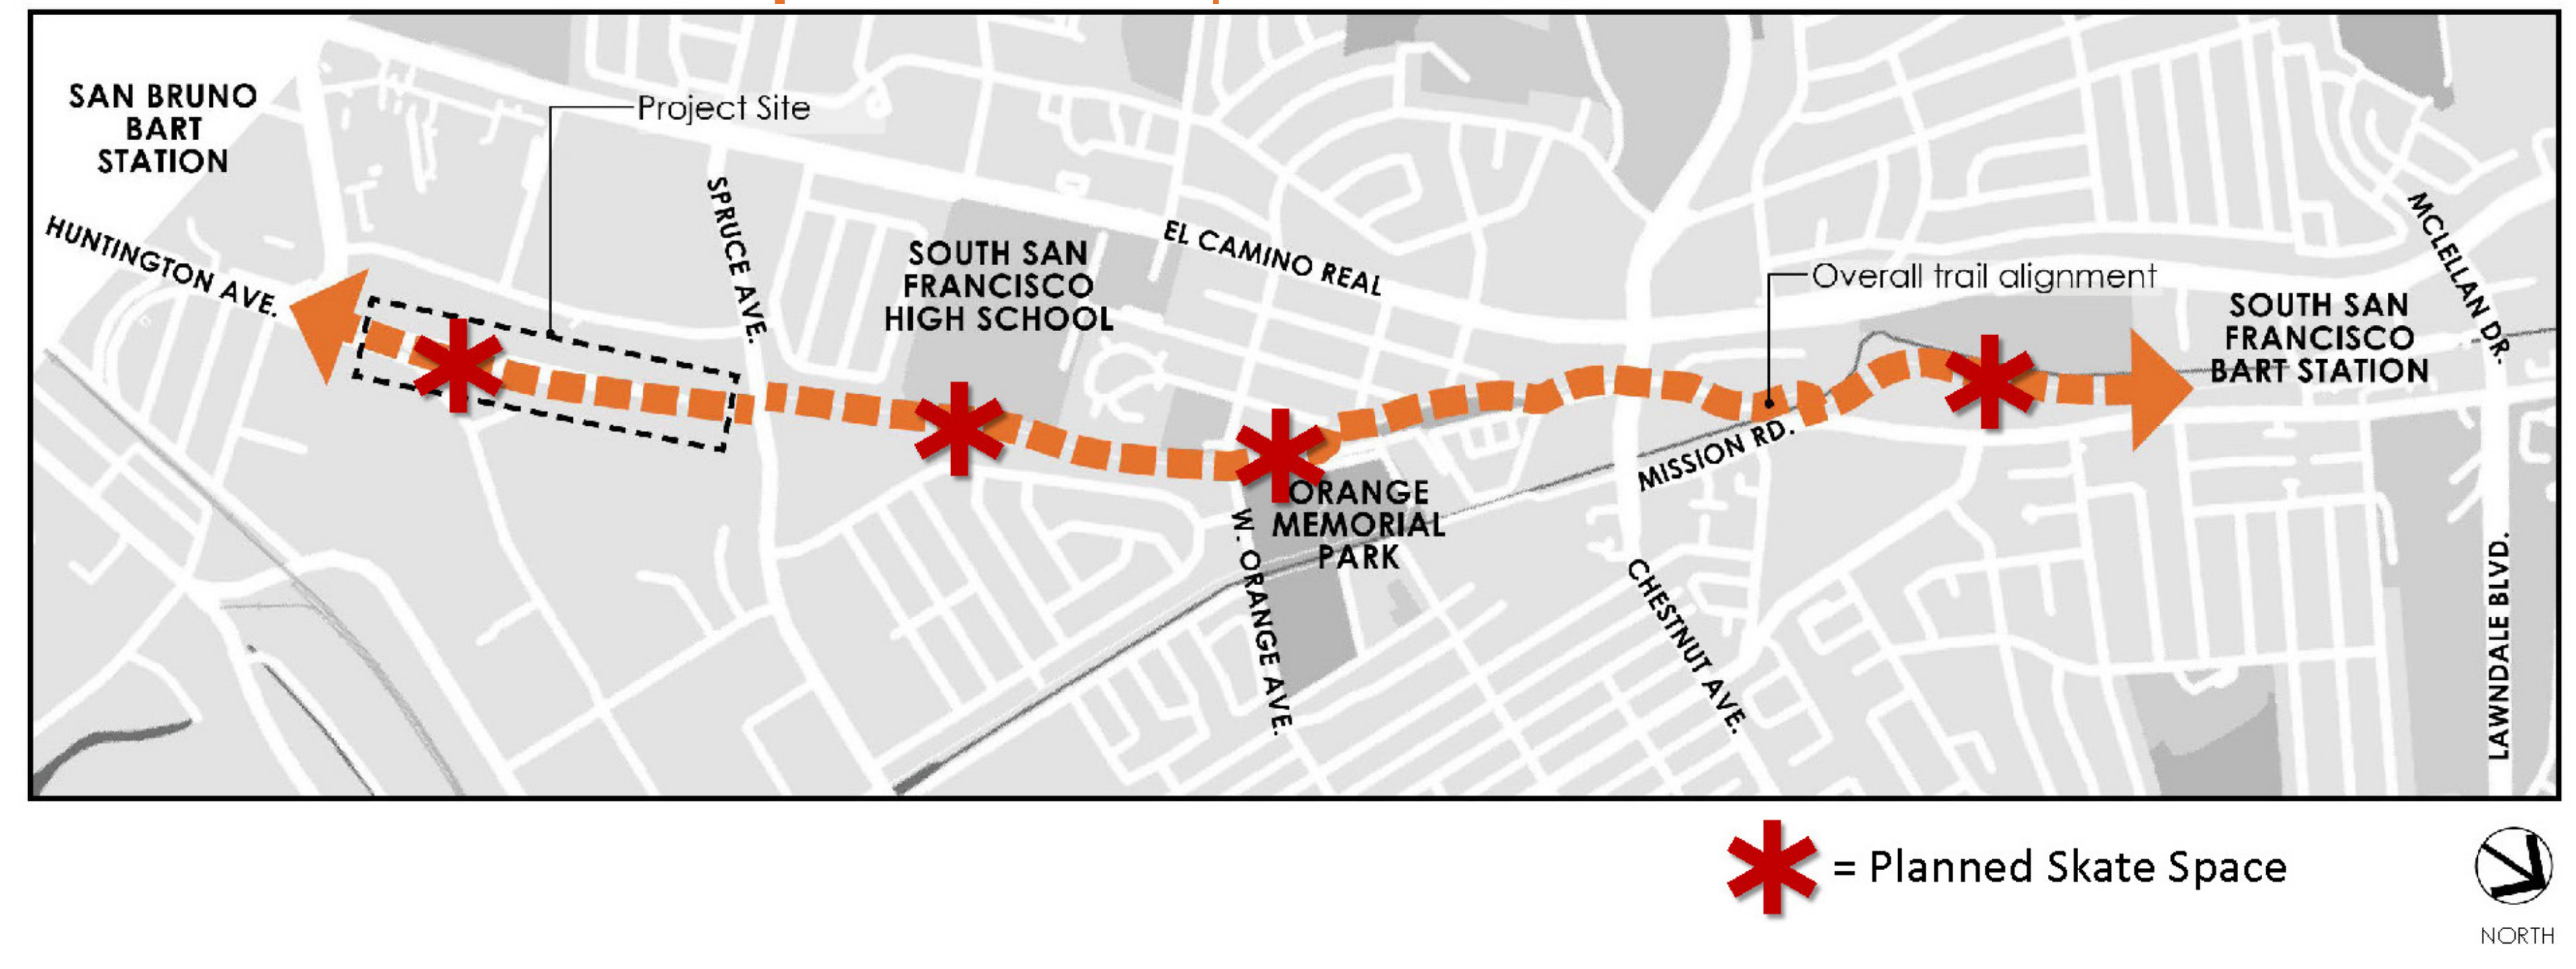 SAN BRUNO
BART
STATION
Project Site
HUNTINGTON AVE.
SPRUCE AVE.
SOUTH SAN
FRANCISCO
HIGH SCHOOL
EL CAMINO REAL
Overall trail alignment
MCLELLAN DR.
SOUTH SAN
FRANCISCO
BART STATION
MISSION RD.
ORANGE
MEMORIAL
PARK
W. ORANGE AVE.
CHESTNUT AVE.
LAWNDALE BLVD.
= Planned Skate Space
NORTH